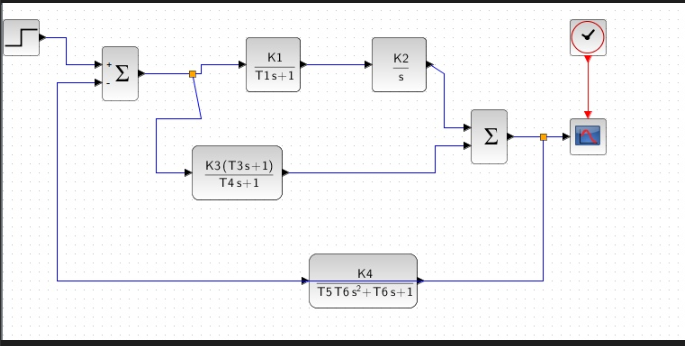 +
-
Σ
K1
T1s+1
K2
s
Σ
K3(T3s+1)
T4s+1
K4
T5T6s²+T6s+1